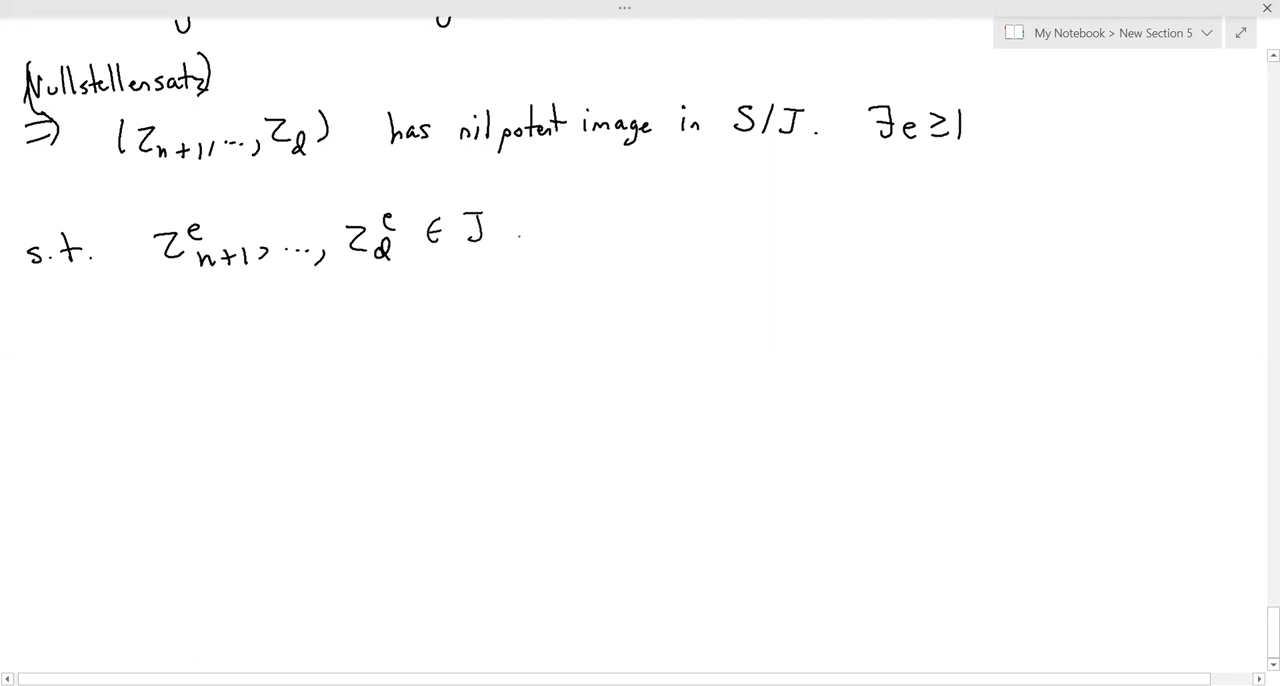 My Notebook > New Section 5
(Nullstellensatz)
⇒ (Z_{n+1}, ..., Z_d) has nilpotent image in S/J. ∃e ≥ 1
s.t. Z^e_{n+1}, ..., Z^e_d ∈ J.